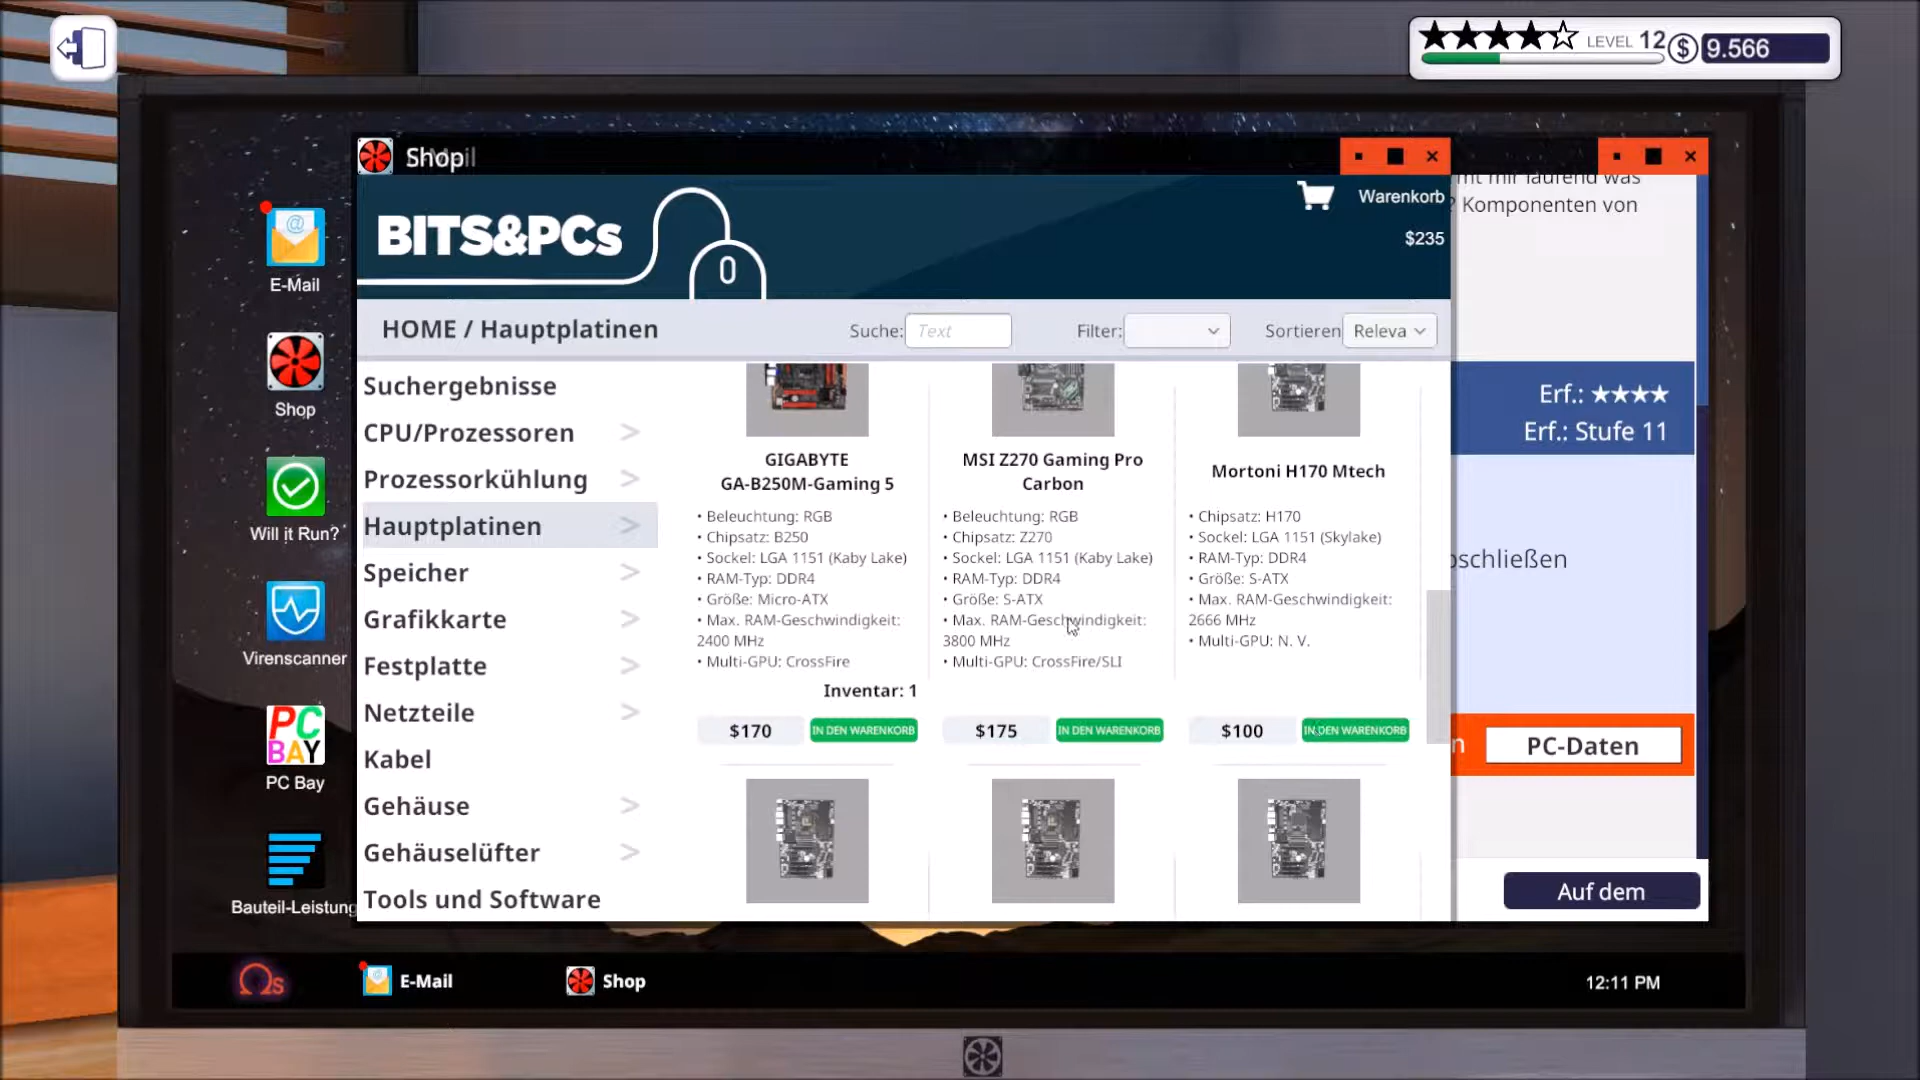 LEVEL 12
$ 9.566
Shop
BITS&PCs
Warenkorb
$235
mt mir laufend was
? Komponenten von
HOME / Hauptplatinen
Suche: Text
Filter:
Sortieren Releva
E-Mail
Shop
Will it Run?
Virenscanner
PC BAY
PC Bay
Bauteil-Leistung
Suchergebnisse
CPU/Prozessoren >
Prozessorkühlung >
Hauptplatinen >
Speicher >
Grafikkarte >
Festplatte >
Netzteile >
Kabel
Gehäuse >
Gehäuselüfter >
Tools und Software
GIGABYTE
GA-B250M-Gaming 5
• Beleuchtung: RGB
• Chipsatz: B250
• Sockel: LGA 1151 (Kaby Lake)
• RAM-Typ: DDR4
• Größe: Micro-ATX
• Max. RAM-Geschwindigkeit:
2400 MHz
• Multi-GPU: CrossFire
Inventar: 1
$170 IN DEN WARENKORB
MSI Z270 Gaming Pro
Carbon
• Beleuchtung: RGB
• Chipsatz: Z270
• Sockel: LGA 1151 (Kaby Lake)
• RAM-Typ: DDR4
• Größe: S-ATX
• Max. RAM-Geschwindigkeit:
3800 MHz
• Multi-GPU: CrossFire/SLI
$175 IN DEN WARENKORB
Mortoni H170 Mtech
• Chipsatz: H170
• Sockel: LGA 1151 (Skylake)
• RAM-Typ: DDR4
• Größe: S-ATX
• Max. RAM-Geschwindigkeit:
2666 MHz
• Multi-GPU: N. V.
$100 IN DEN WARENKORB
Erf.: ★★★★
Erf.: Stufe 11
schließen
n PC-Daten
Auf dem
Ωs
E-Mail
Shop
12:11 PM